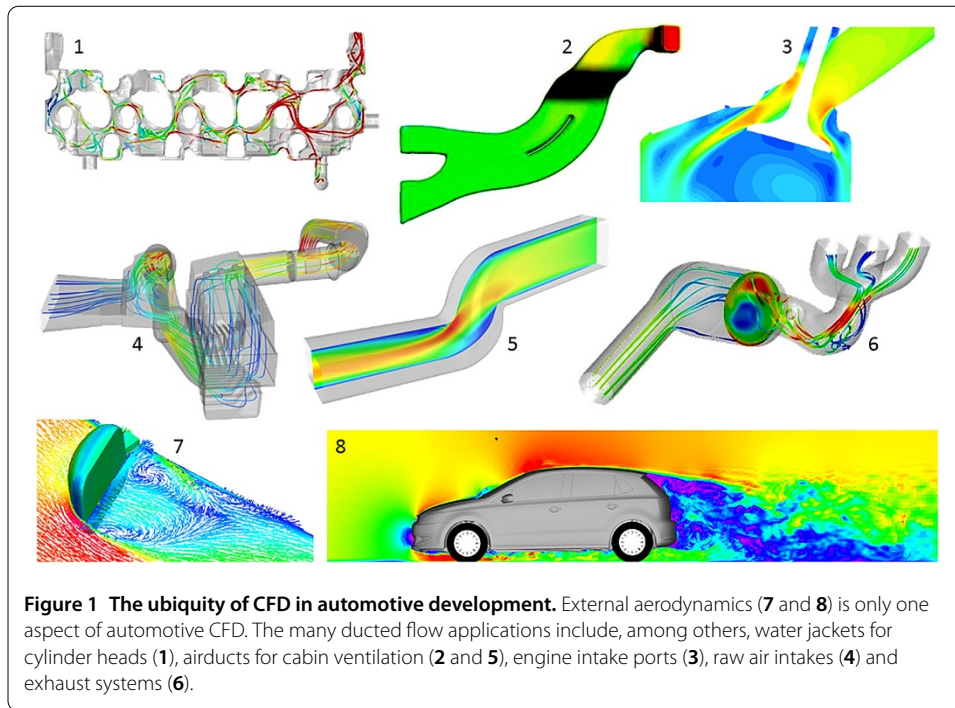 1
2
3
4
5
6
7
8
Figure 1 The ubiquity of CFD in automotive development. External aerodynamics (7 and 8) is only one
aspect of automotive CFD. The many ducted flow applications include, among others, water jackets for
cylinder heads (1), airducts for cabin ventilation (2 and 5), engine intake ports (3), raw air intakes (4) and
exhaust systems (6).